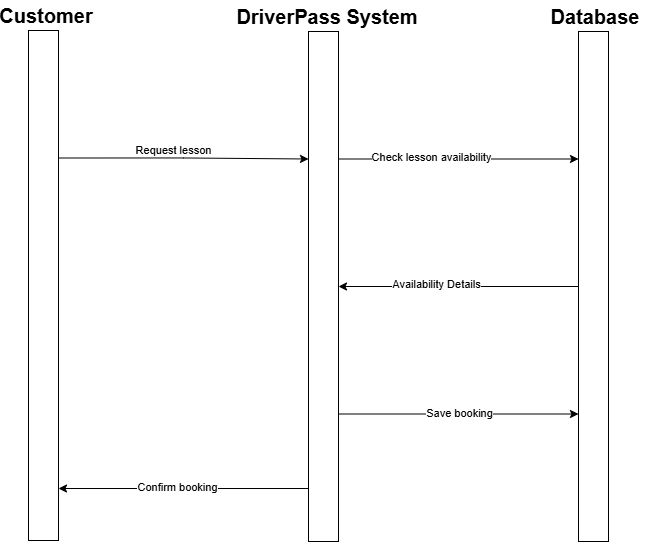 Customer
DriverPass System
Database
Request lesson
Check lesson availability
Availability Details
Save booking
Confirm booking